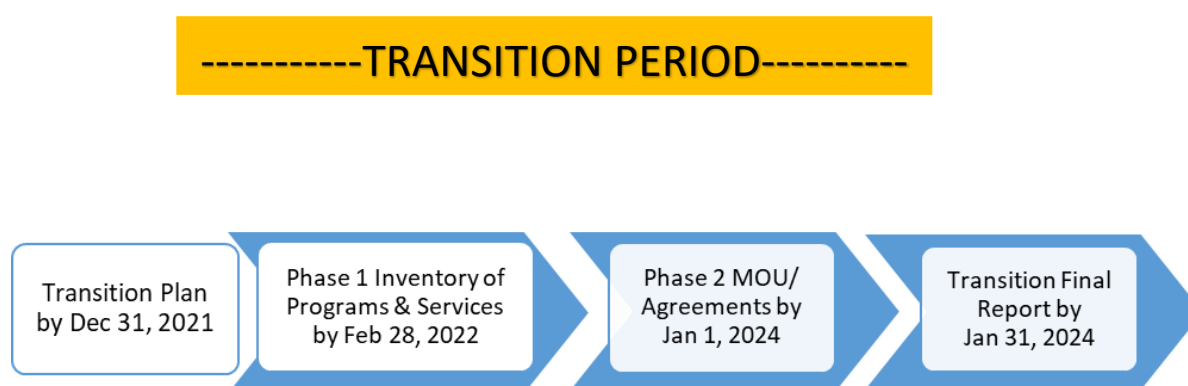 -----------TRANSITION PERIOD----------
Transition Plan
by Dec 31, 2021
Phase 1 Inventory of
Programs & Services
by Feb 28, 2022
Phase 2 MOU/
Agreements by
Jan 1, 2024
Transition Final
Report by
Jan 31, 2024